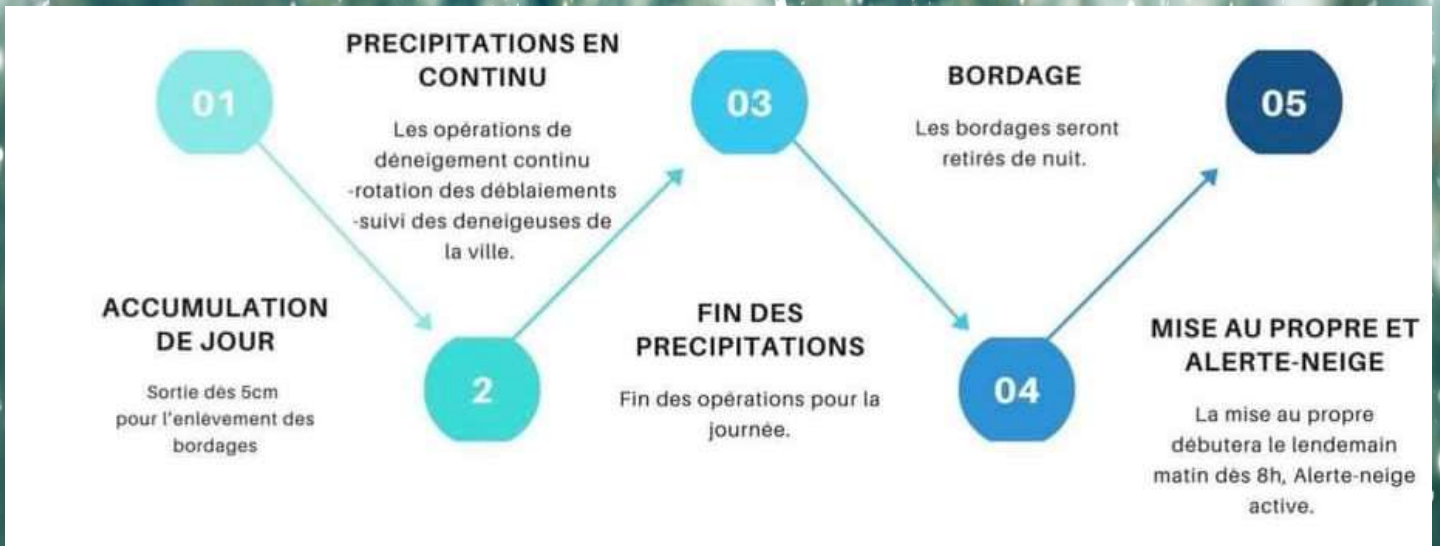 01
ACCUMULATION
DE JOUR
Sortie dès 5cm
pour l'enlèvement des
bordages
PRECIPITATIONS EN
CONTINU
Les opérations de
déneigement continu
-rotation des déblaiements
-suivi des deneigeuses de
la ville.
2
03
FIN DES
PRECIPITATIONS
Fin des opérations pour la
journée.
BORDAGE
Les bordages seront
retirés de nuit.
04
05
MISE AU PROPRE ET
ALERTE-NEIGE
La mise au propre
débutera le lendemain
matin dès 8h, Alerte-neige
active.